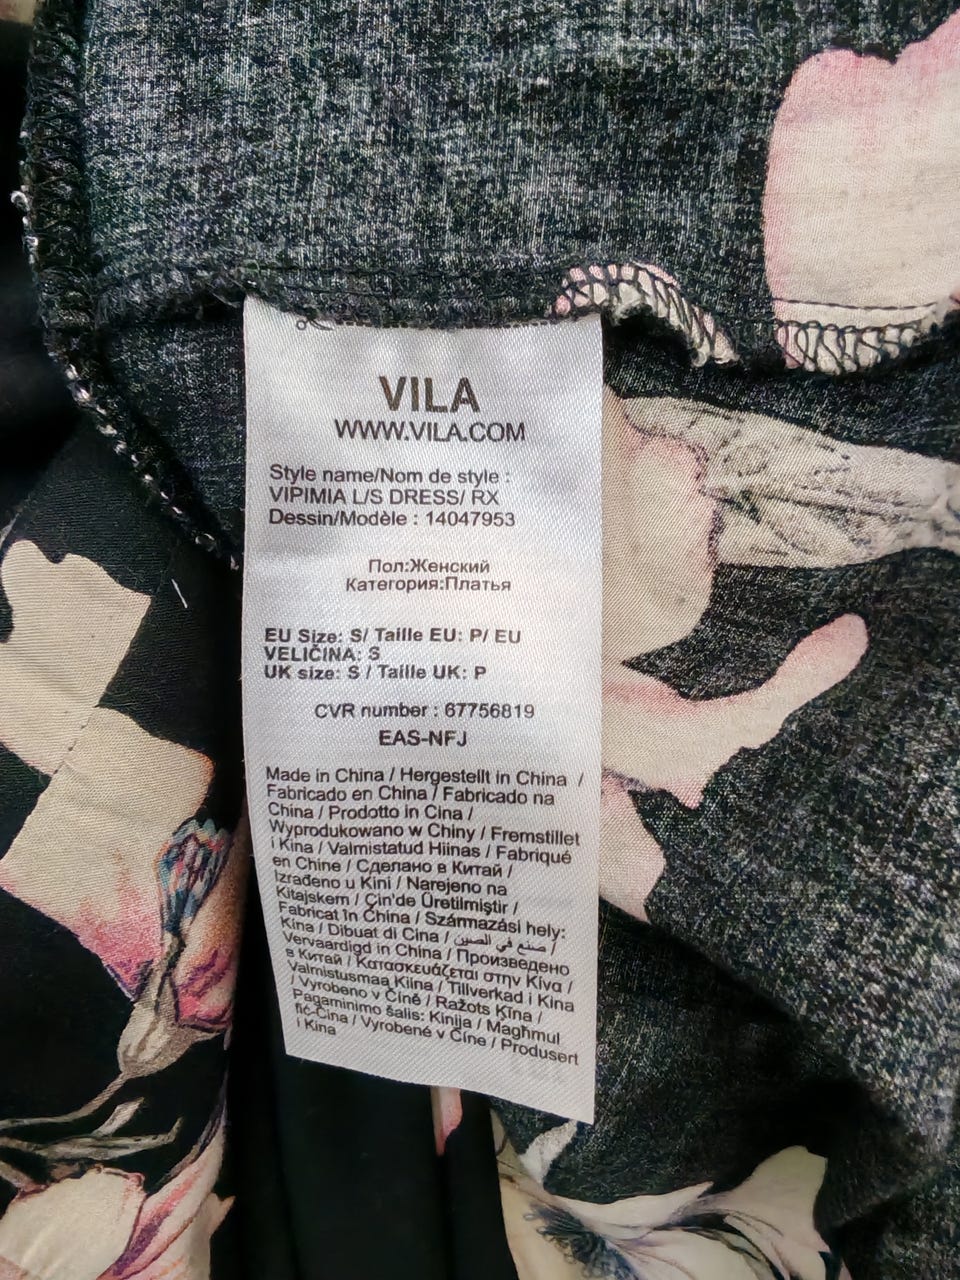 VILA
WWW.VILA.COM
Style name/Nom de style :
VIPIMIA L/S DRESS/ RX
Dessin/Modèle : 14047953
Пол:Женский
Категория:Платья
EU Size: S/ Taille EU: P/ EU
VELIČINA: S
UK size: S / Taille UK: P
CVR number : 67756819
EAS-NFJ
Made in China / Hergestellt in China /
Fabricado en China / Fabricado na
China / Prodotto in Cina /
Wyprodukowano w Chiny / Fremstillet
i Kina / Valmistatud Hiinas / Fabriqué
en Chine / Сделано в Китай /
Izrađeno u Kini / Narejeno na
Kitajskem / Çin'de Üretilmiştir /
Fabricat în China / Származási hely:
Kína / Dibuat di Cina / صنع في الصين /
Vervaardigd in China / Произведено
в Китай / Κατασκευάζεται στην Κίνα /
Valmistusmaa Kiina / Tillverkad i Kina
/ Vyrobeno v Číně / Ražots Ķīna /
Pagaminimo šalis: Kinija / Magħmul
fiċ-Ċina / Vyrobené v Číne / Produsert
i Kina